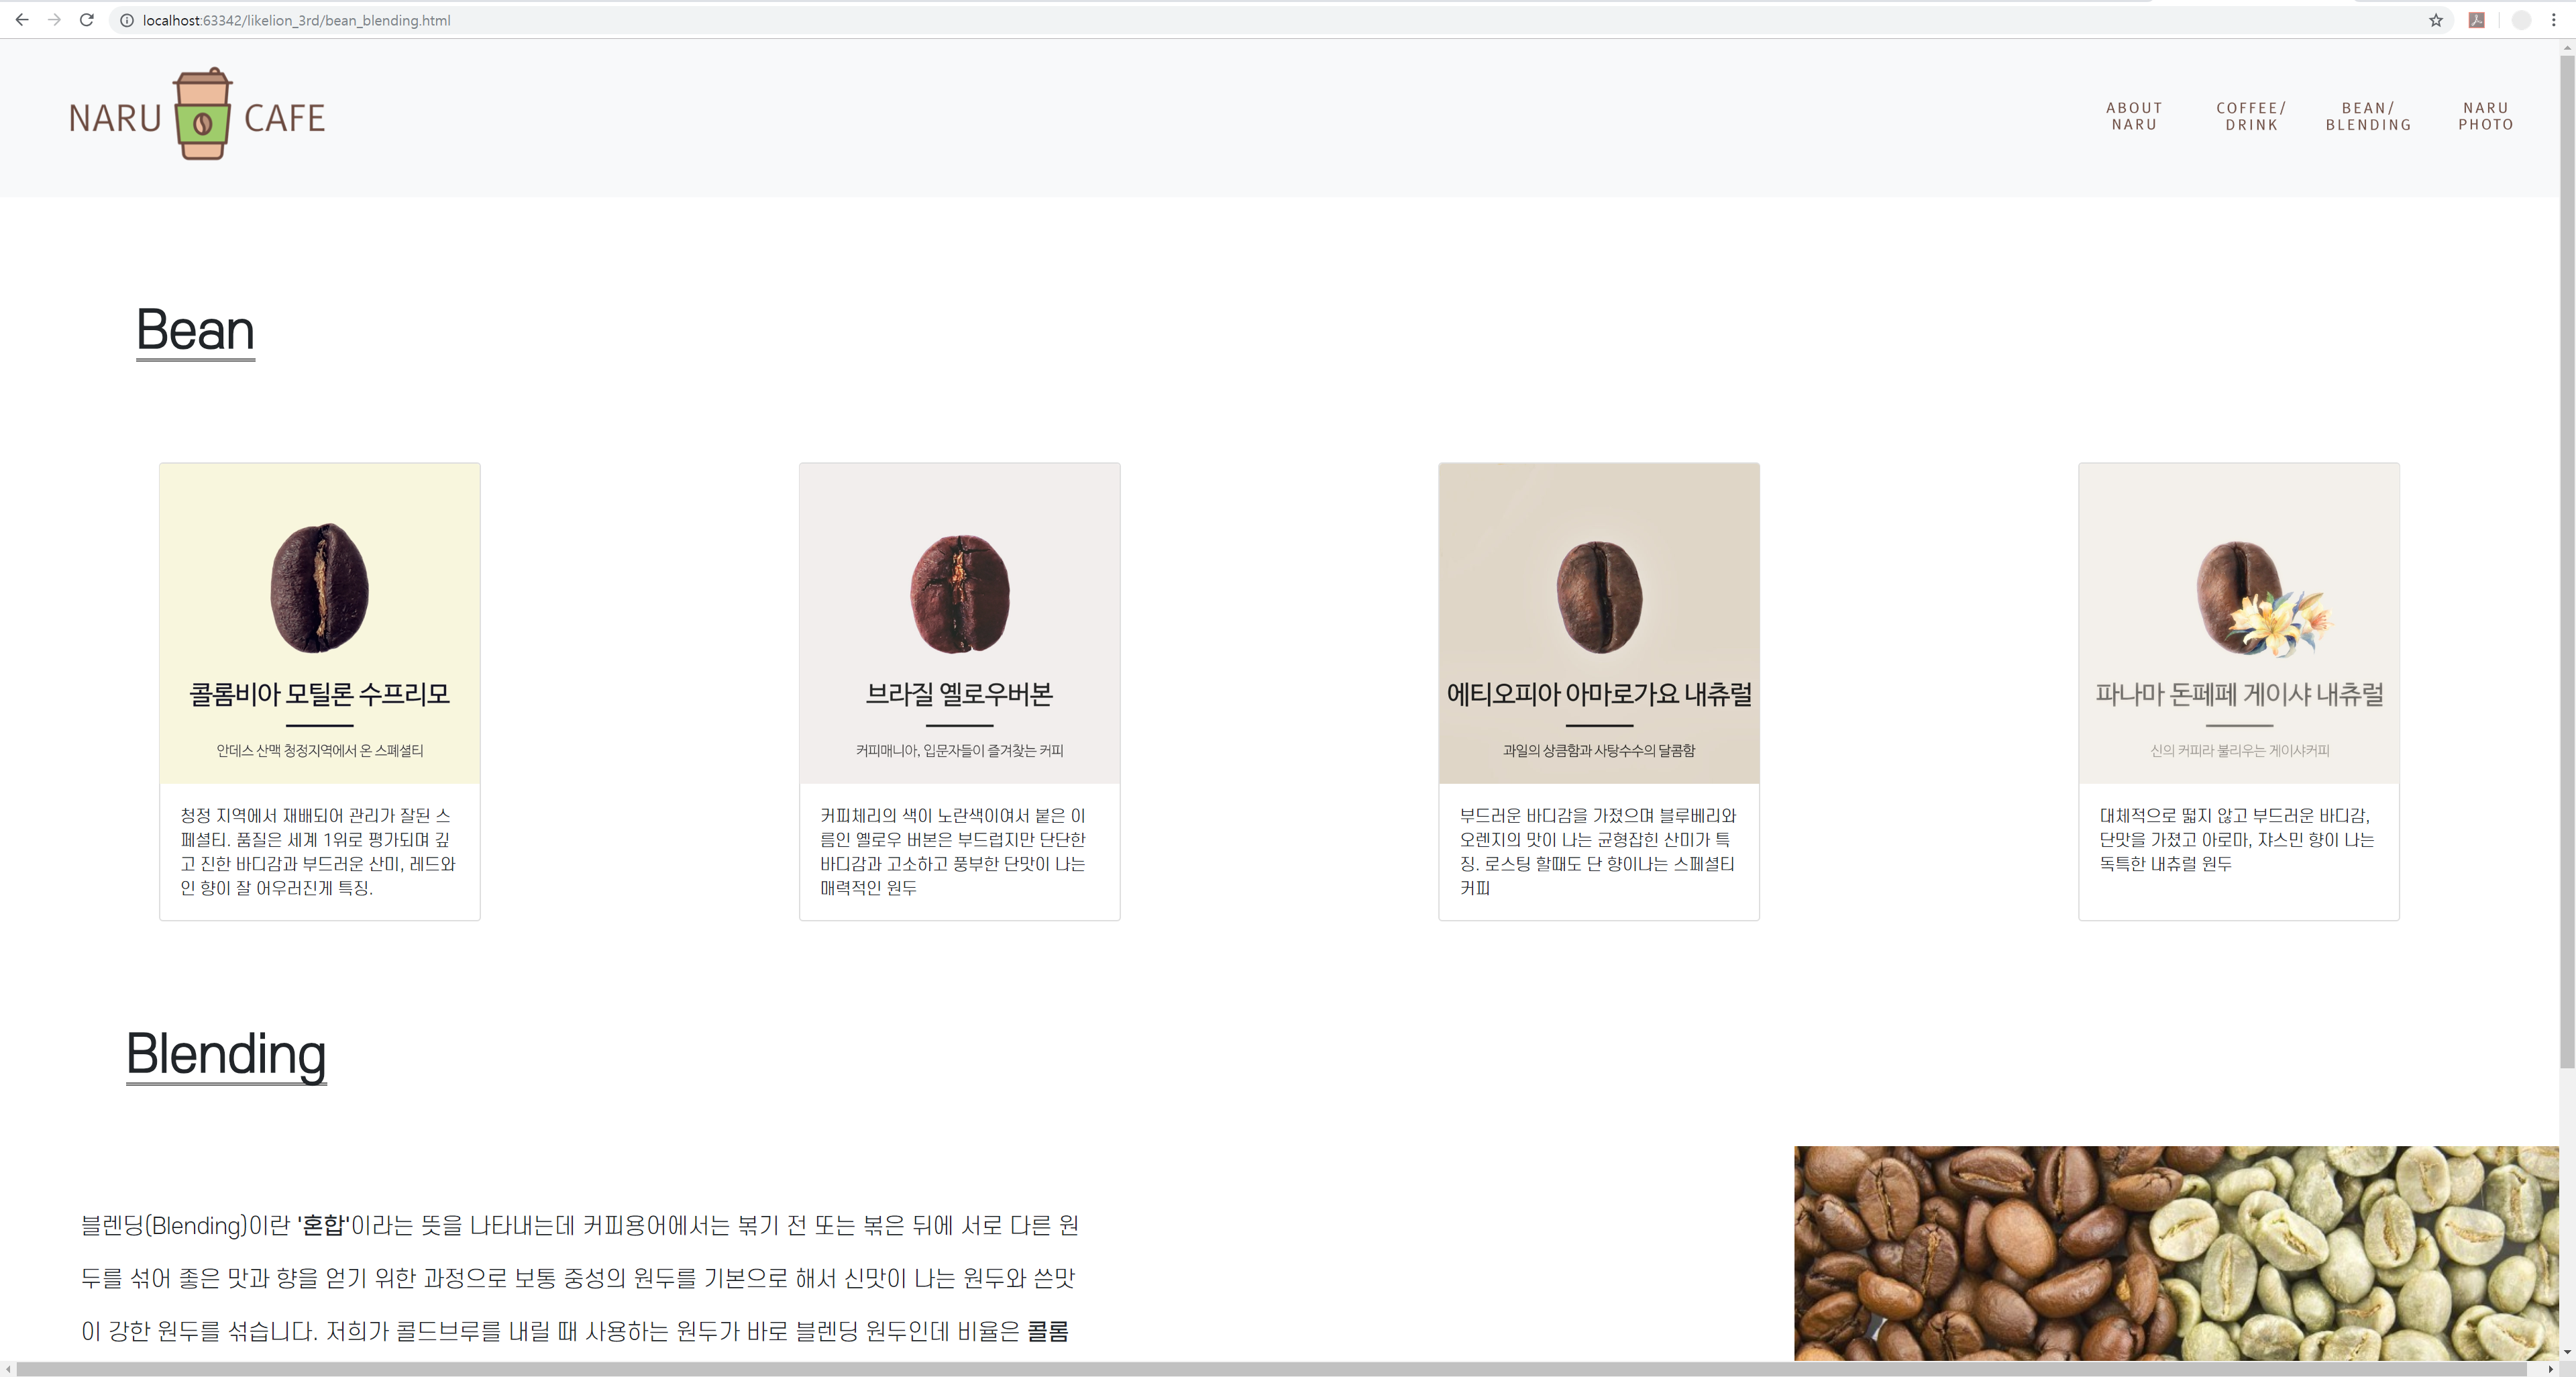 localhost:63342/likelion_3rd/bean_blending.html
NARU CAFE
ABOUT
NARU
COFFEE/
DRINK
BEAN/
BLENDING
NARU
PHOTO
Bean
콜롬비아 모틸론 수프리모
안데스 산맥 청정지역에서 온 스페셜티
청정 지역에서 재배되어 관리가 잘된 스
페셜티. 품질은 세계 1위로 평가되며 깊
고 진한 바디감과 부드러운 산미, 레드와
인 향이 잘 어우러진게 특징.
브라질 옐로우버본
커피매니아, 입문자들이 즐겨찾는 커피
커피체리의 색이 노란색이여서 붙은 이
름인 옐로우 버본은 부드럽지만 단단한
바디감과 고소하고 풍부한 단맛이 나는
매력적인 원두
에티오피아 아마로가요 내츄럴
과일의 상큼함과 사탕수수의 달콤함
부드러운 바디감을 가졌으며 블루베리와
오렌지의 맛이 나는 균형잡힌 산미가 특
징. 로스팅 할때도 단 향이나는 스페셜티
커피
파나마 돈페페 게이샤 내츄럴
신의 커피라 불리우는 게이샤커피
대체적으로 떫지 않고 부드러운 바디감,
단맛을 가졌고 아로마, 쟈스민 향이 나는
독특한 내츄럴 원두
Blending
블렌딩(Blending)이란 '혼합'이라는 뜻을 나타내는데 커피용어에서는 볶기 전 또는 볶은 뒤에 서로 다른 원
두를 섞어 좋은 맛과 향을 얻기 위한 과정으로 보통 중성의 원두를 기본으로 해서 신맛이 나는 원두와 쓴맛
이 강한 원두를 섞습니다. 저희가 콜드브루를 내릴 때 사용하는 원두가 바로 블렌딩 원두인데 비율은 콜롬